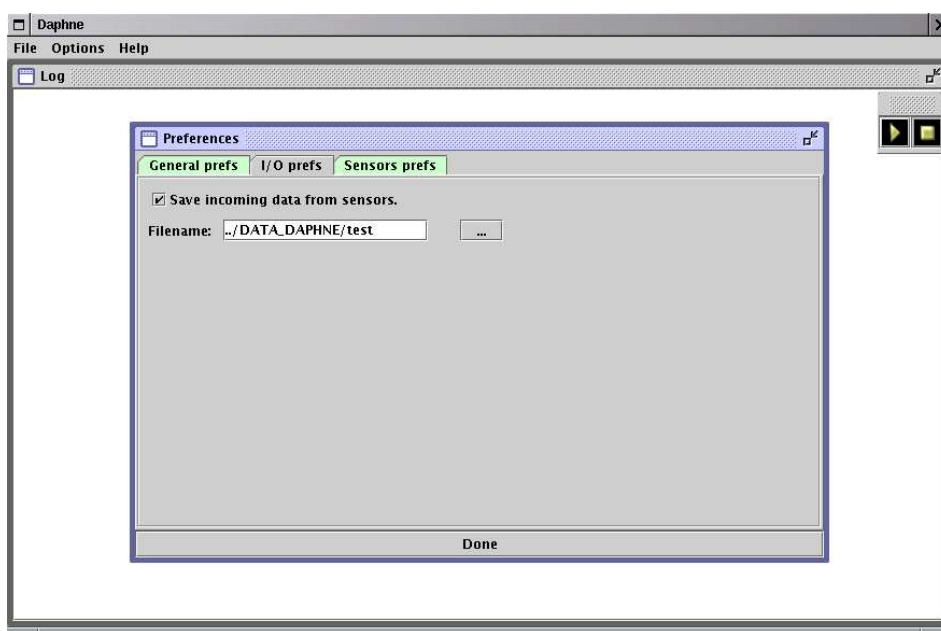 Daphne
File Options Help
Log
Preferences
General prefs I/O prefs Sensors prefs
Save incoming data from sensors.
Filename: ../DATA_DAPHNE/test ...
Done